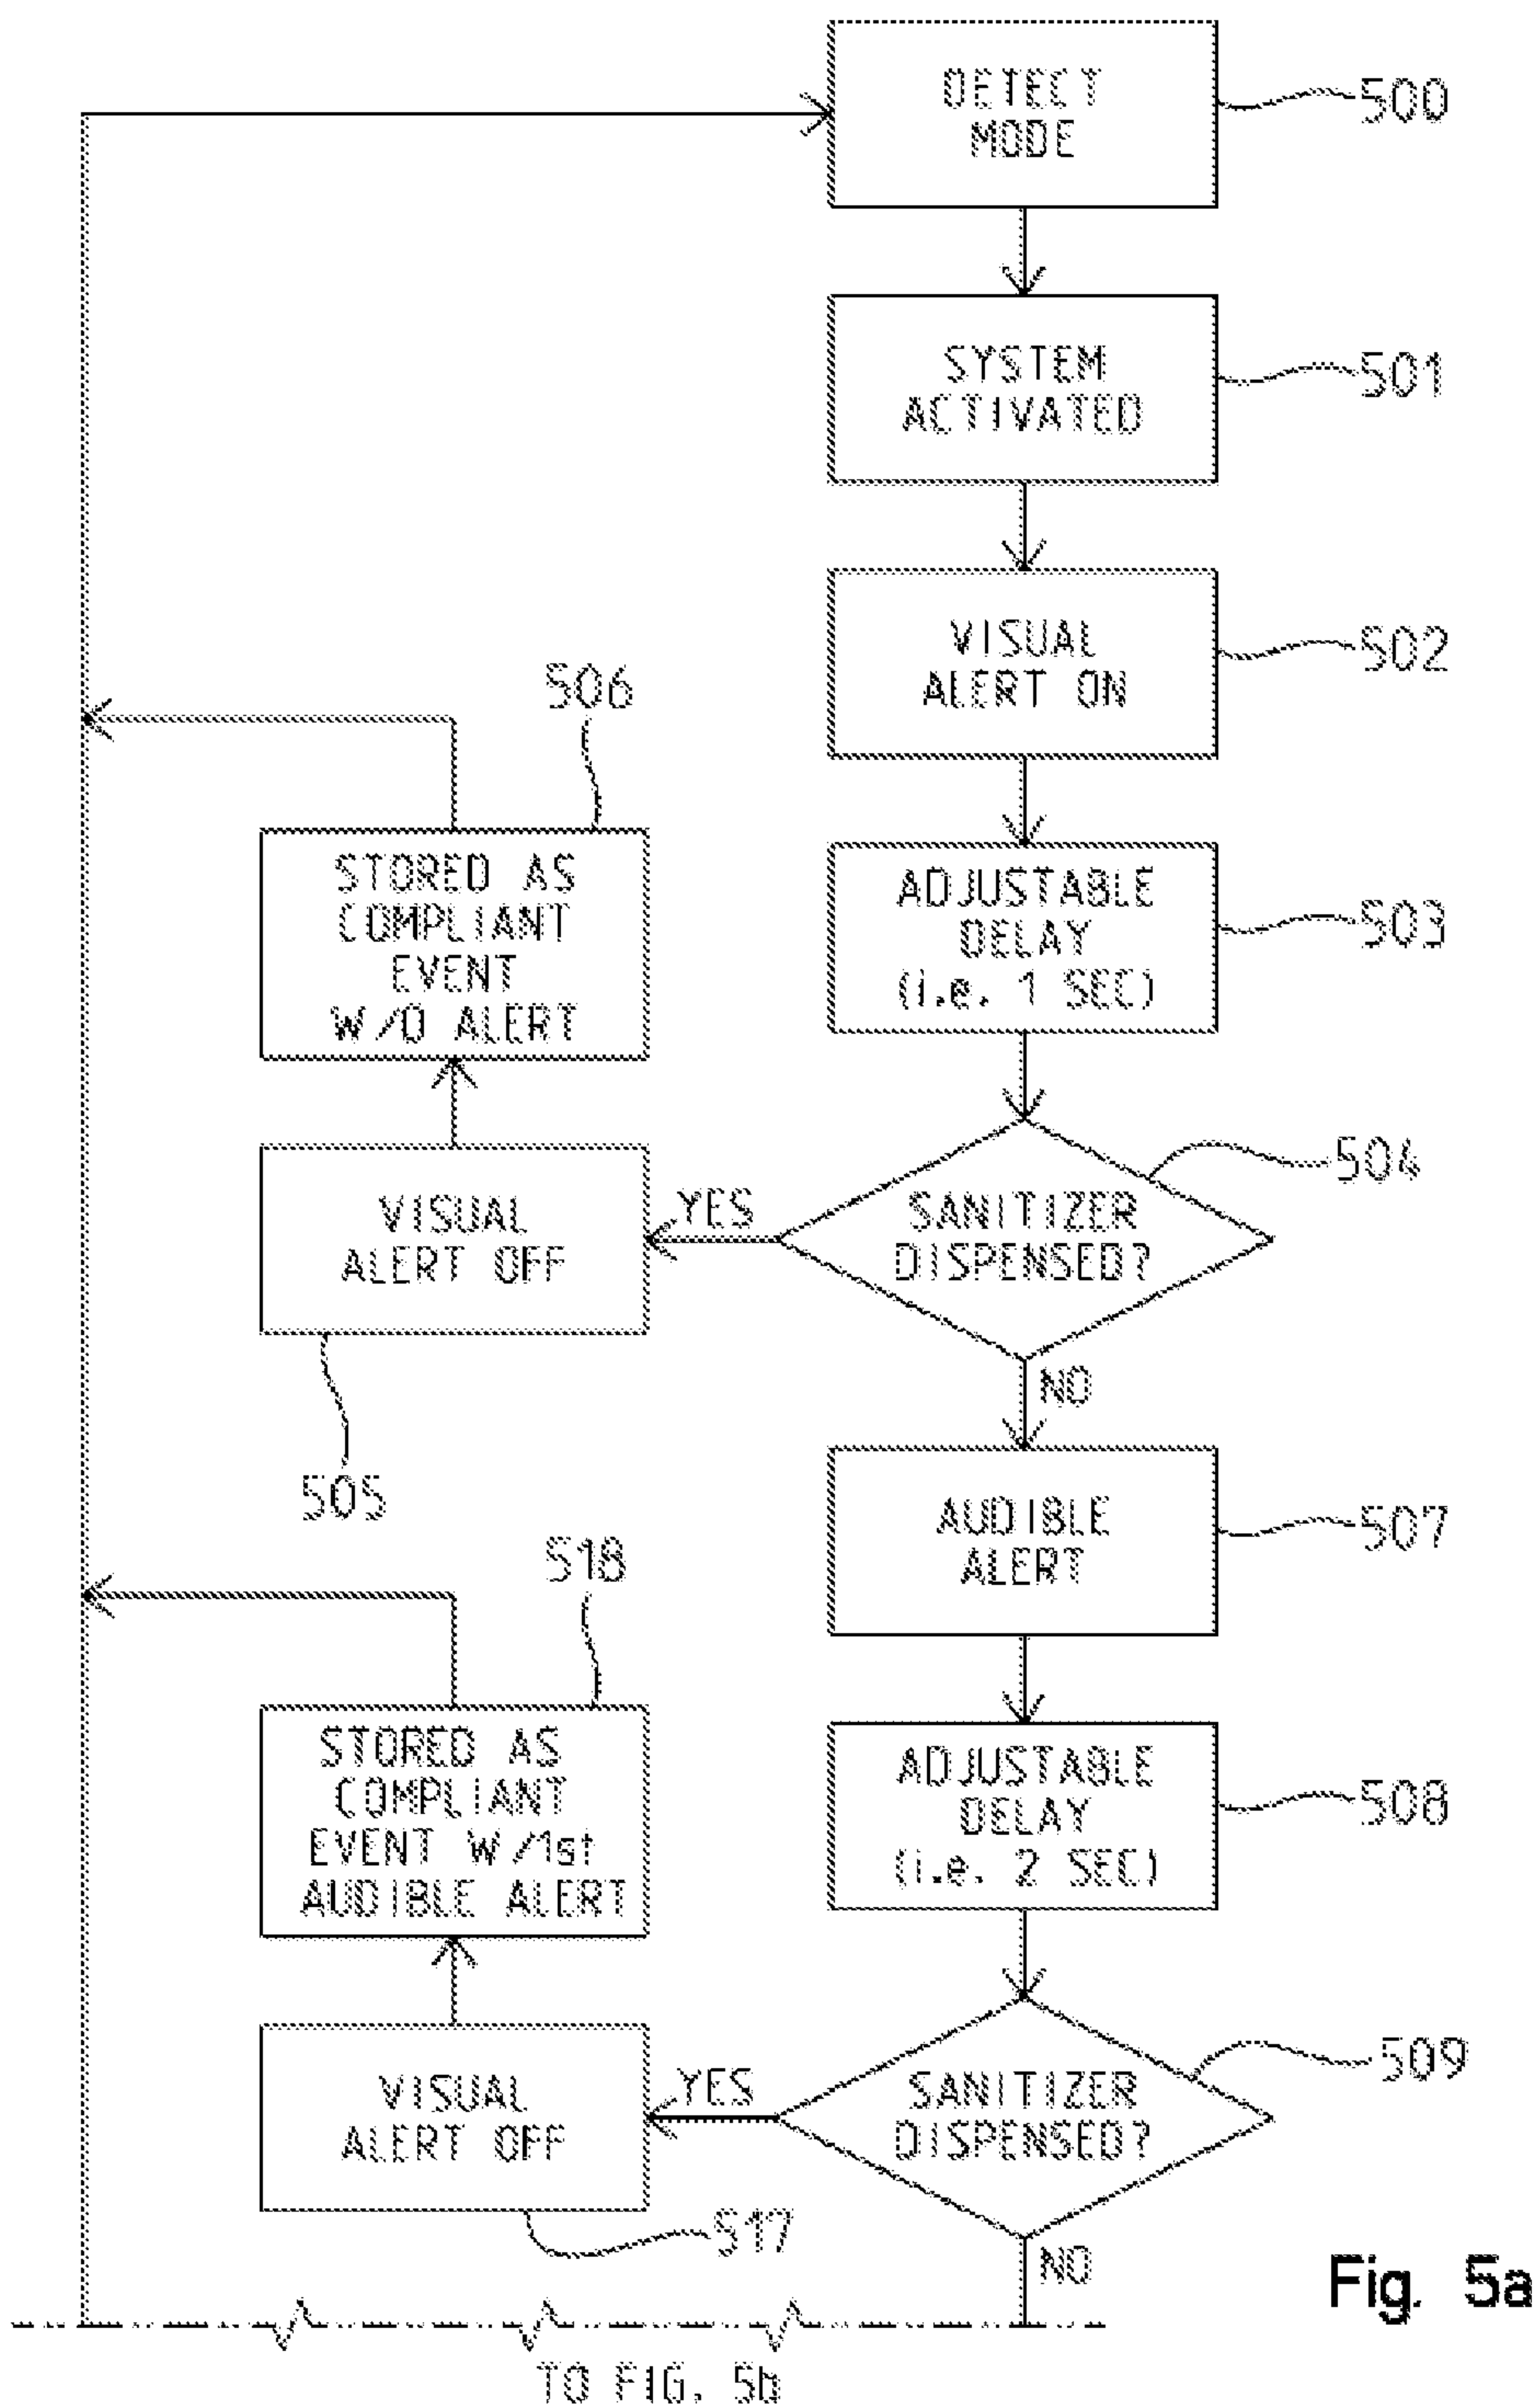 DETECT
MODE
500
SYSTEM
ACTIVATED
501
VISUAL
ALERT ON
502
506
STORED AS
COMPLIANT
EVENT
W/O ALERT
ADJUSTABLE
DELAY
(i.e. 1 SEC)
503
504
VISUAL
ALERT OFF
YES
SANITIZER
DISPENSED?
NO
505
AUDIBLE
ALERT
507
518
STORED AS
COMPLIANT
EVENT W/1st
AUDIBLE ALERT
ADJUSTABLE
DELAY
(i.e. 2 SEC)
508
509
VISUAL
ALERT OFF
YES
SANITIZER
DISPENSED?
517
NO
Fig. 5a
TO FIG. 5b